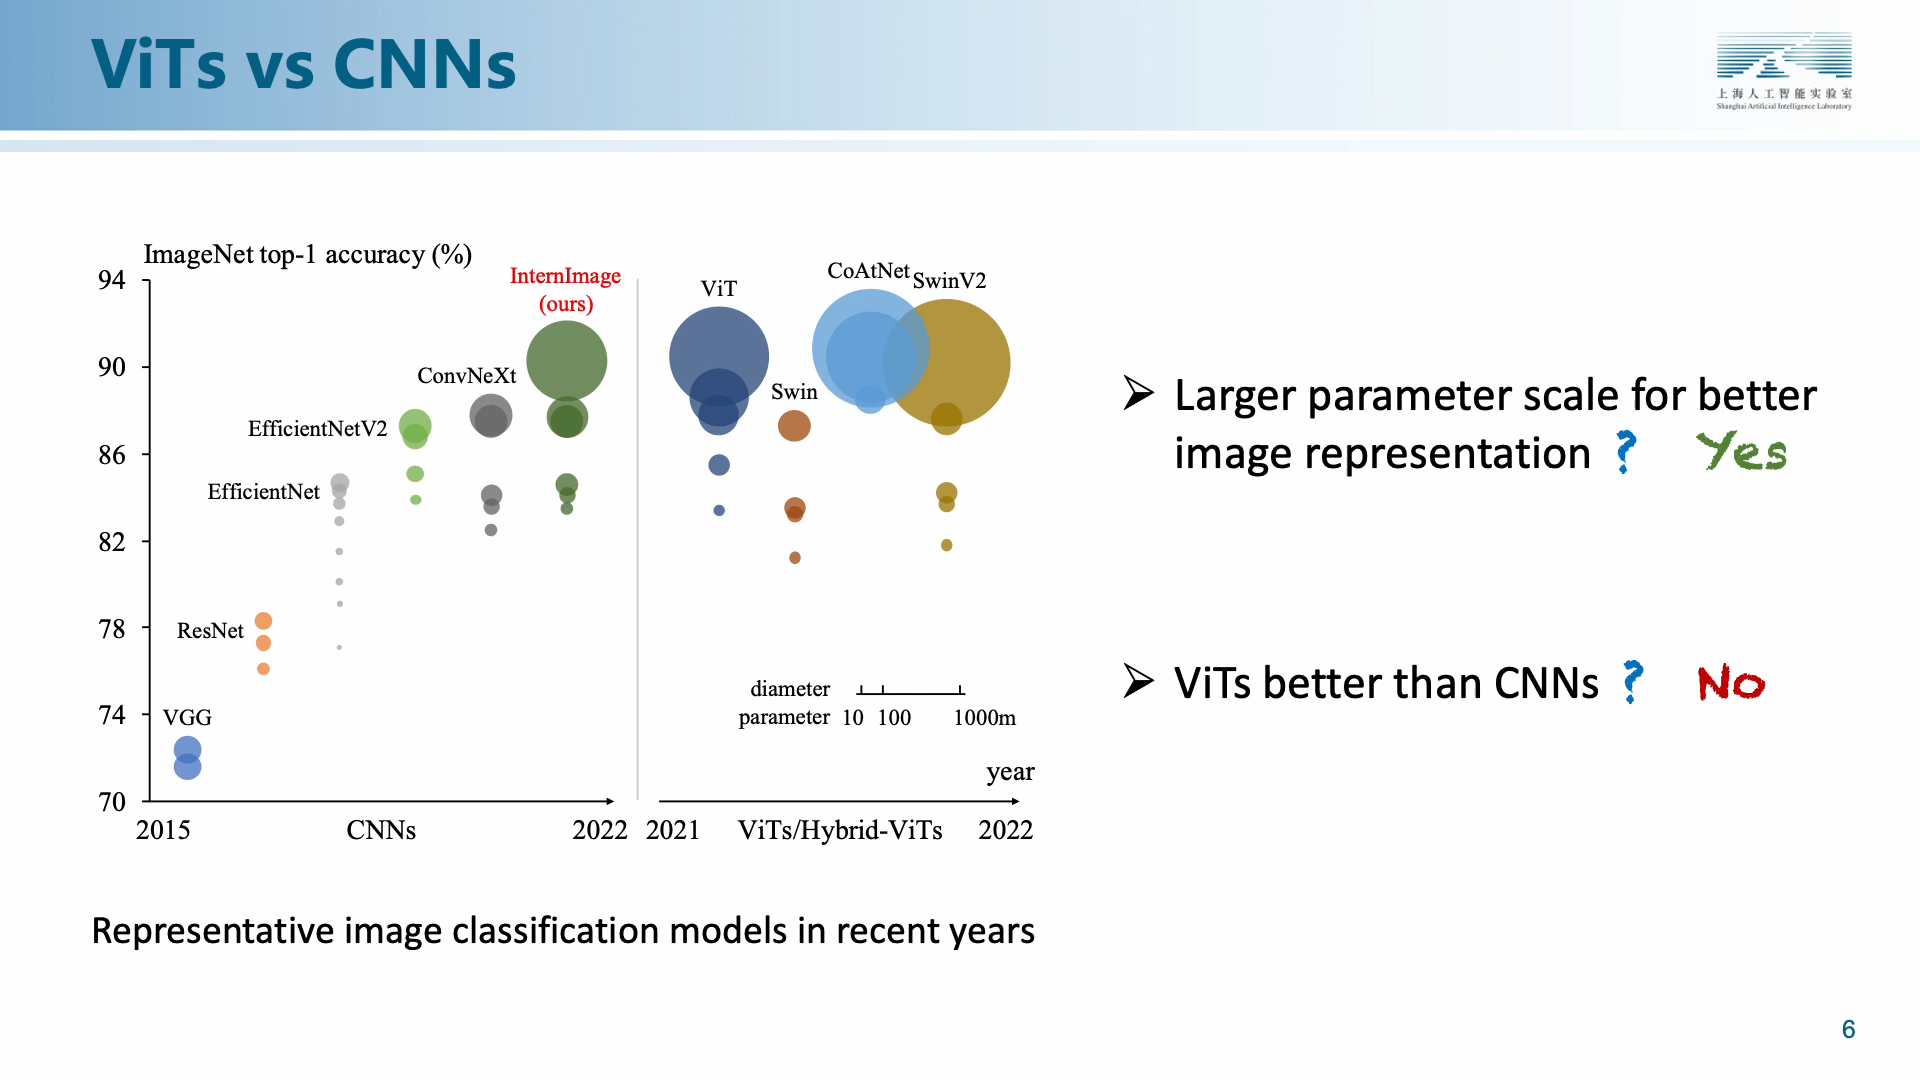 ViTs vs CNNs
上海人工智能实验室
Shanghai Artificial Intelligence Laboratory
ImageNet top-1 accuracy (%)
94
90
86
82
78
74
70
InternImage
(ours)
ConvNeXt
EfficientNetV2
EfficientNet
ResNet
VGG
2015
CNNs
2022
ViT
Swin
CoAtNet
SwinV2
diameter
parameter 10 100 1000m
year
2021
ViTs/Hybrid-ViTs
2022
Representative image classification models in recent years
➢ Larger parameter scale for better
image representation ? Yes
➢ ViTs better than CNNs ? No
6